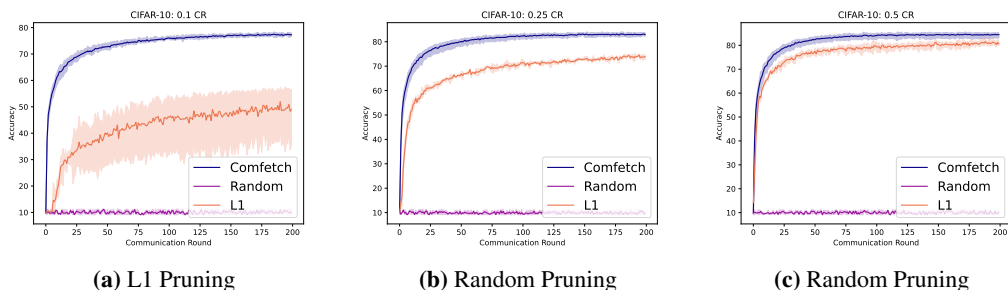 CIFAR-10: 0.1 CR
Accuracy
80
70
60
50
40
30
20
10
0 25 50 75 100 125 150 175 200
Communication Round
Comfetch
Random
L1
(a) L1 Pruning
CIFAR-10: 0.25 CR
Accuracy
80
70
60
50
40
30
20
10
0 25 50 75 100 125 150 175 200
Communication Round
Comfetch
Random
L1
(b) Random Pruning
CIFAR-10: 0.5 CR
Accuracy
80
70
60
50
40
30
20
10
0 25 50 75 100 125 150 175 200
Communication Round
Comfetch
Random
L1
(c) Random Pruning